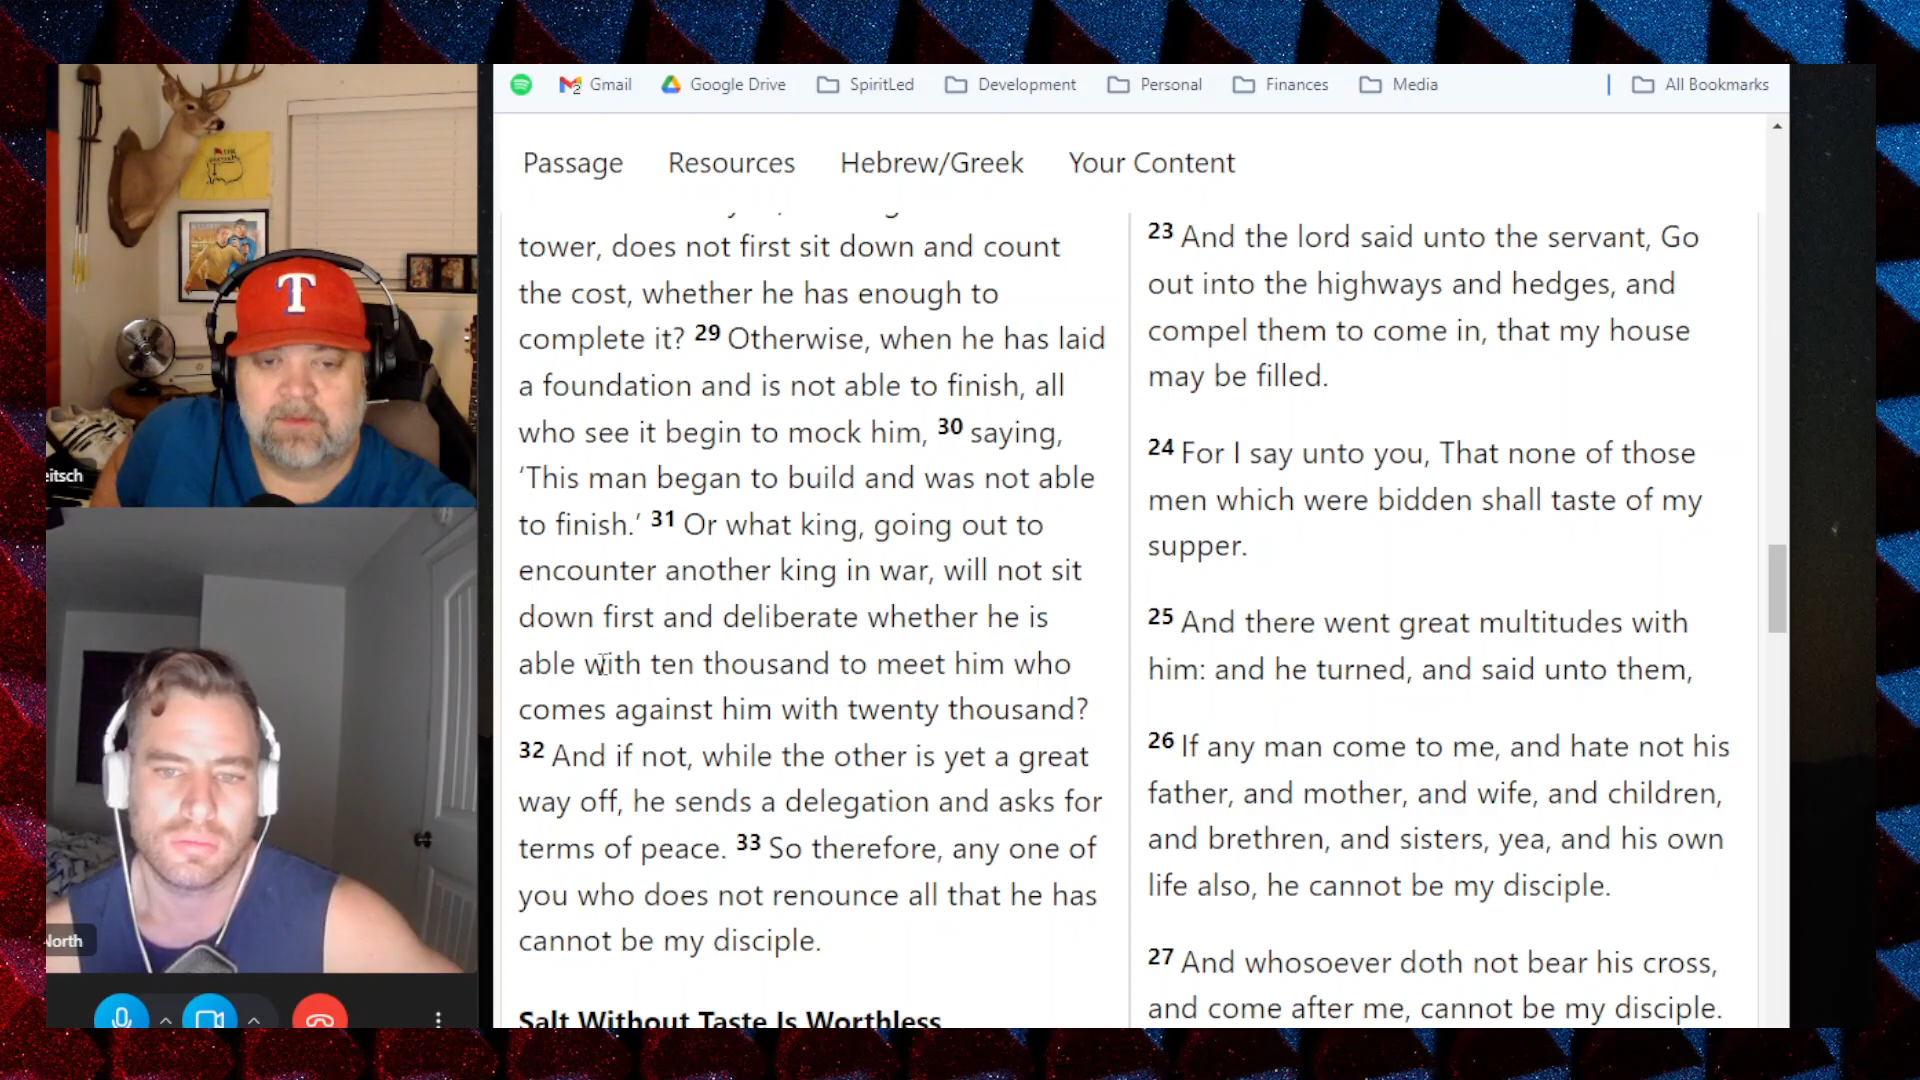 Gmail
Google Drive
SpiritLed
Development
Personal
Finances
Media
All Bookmarks
Passage
Resources
Hebrew/Greek
Your Content
tower, does not first sit down and count
the cost, whether he has enough to
complete it? 29 Otherwise, when he has laid
a foundation and is not able to finish, all
who see it begin to mock him, 30 saying,
‘This man began to build and was not able
to finish.’ 31 Or what king, going out to
encounter another king in war, will not sit
down first and deliberate whether he is
able with ten thousand to meet him who
comes against him with twenty thousand?
32 And if not, while the other is yet a great
way off, he sends a delegation and asks for
terms of peace. 33 So therefore, any one of
you who does not renounce all that he has
cannot be my disciple.
Salt Without Taste Is Worthless
23 And the lord said unto the servant, Go
out into the highways and hedges, and
compel them to come in, that my house
may be filled.
24 For I say unto you, That none of those
men which were bidden shall taste of my
supper.
25 And there went great multitudes with
him: and he turned, and said unto them,
26 If any man come to me, and hate not his
father, and mother, and wife, and children,
and brethren, and sisters, yea, and his own
life also, he cannot be my disciple.
27 And whosoever doth not bear his cross,
and come after me, cannot be my disciple.
T
eitsch
North